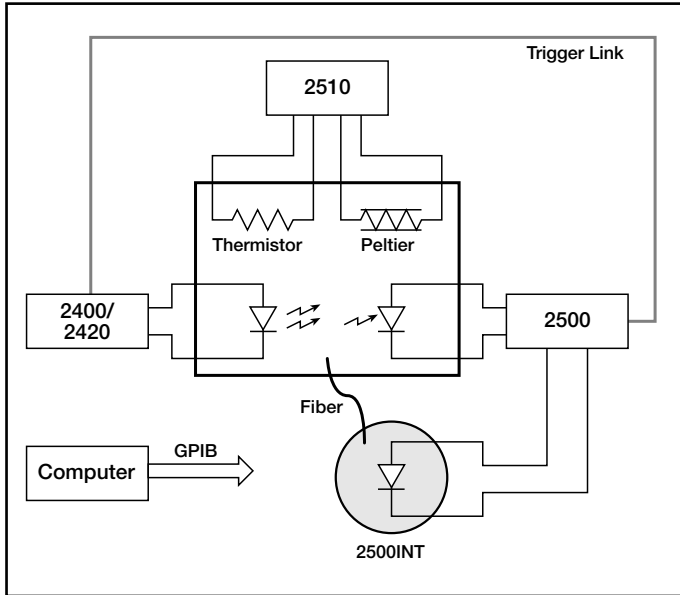 Trigger Link
2510
Thermistor
Peltier
2400/
2420
2500
Fiber
Computer
GPIB
2500INT